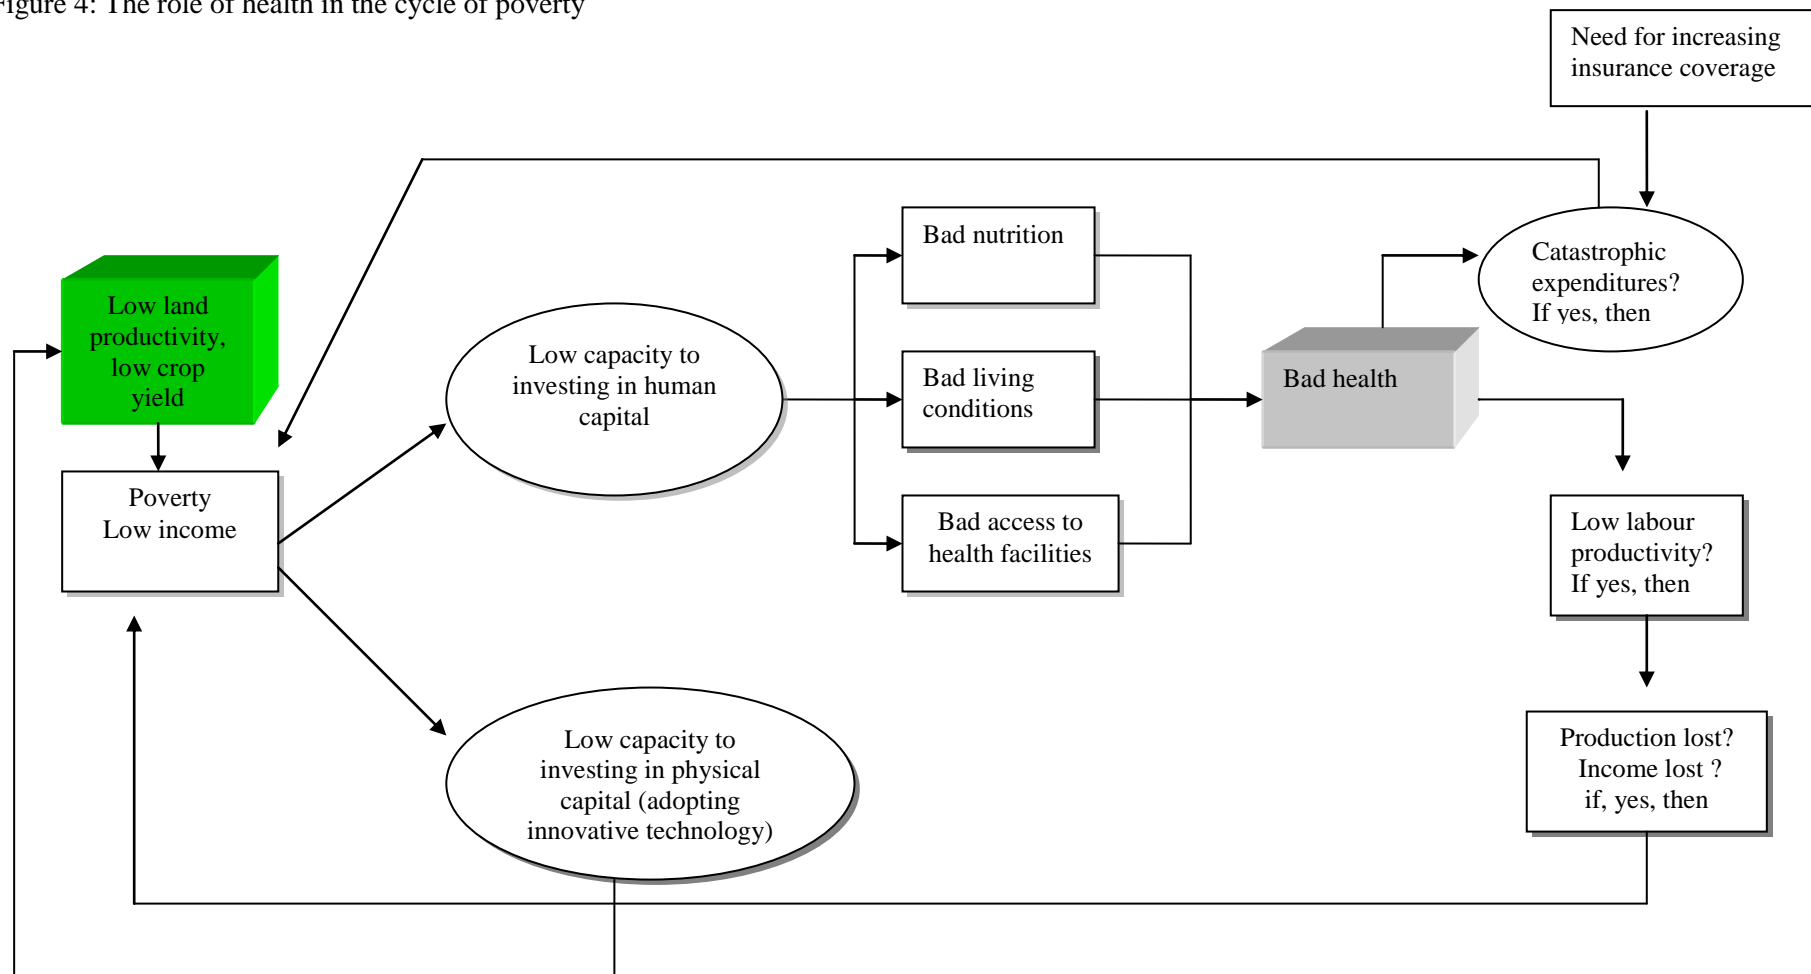 Figure 4: The role of health in the cycle of poverty
Need for increasing
insurance coverage
Bad nutrition
Catastrophic
expenditures?
If yes, then
Low land
productivity,
low crop
yield
Low capacity to
investing in human
capital
Bad living
conditions
Bad health
Poverty
Low income
Bad access to
health facilities
Low labour
productivity?
If yes, then
Low capacity to
investing in physical
capital (adopting
innovative technology)
Production lost?
Income lost ?
if, yes, then